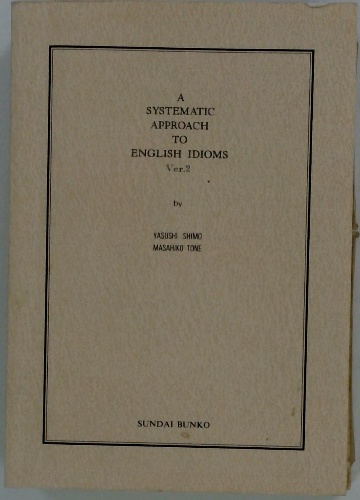 A
SYSTEMATIC
APPROACH
TO
ENGLISH IDIOMS
Ver.2
by
YASUSHI SHIMO
MASAHIKO TONE
SUNDAI BUNKO